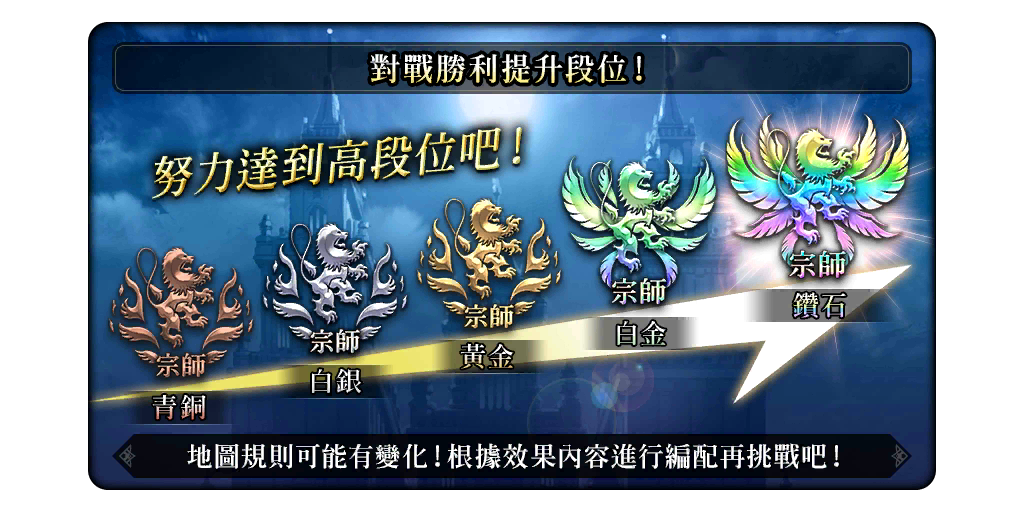 對戰勝利提升段位！
努力達到高段位吧！
宗師
青銅
宗師
白銀
宗師
黃金
宗師
白金
宗師
鑽石
地圖規則可能有變化！根據效果內容進行編配再挑戰吧！